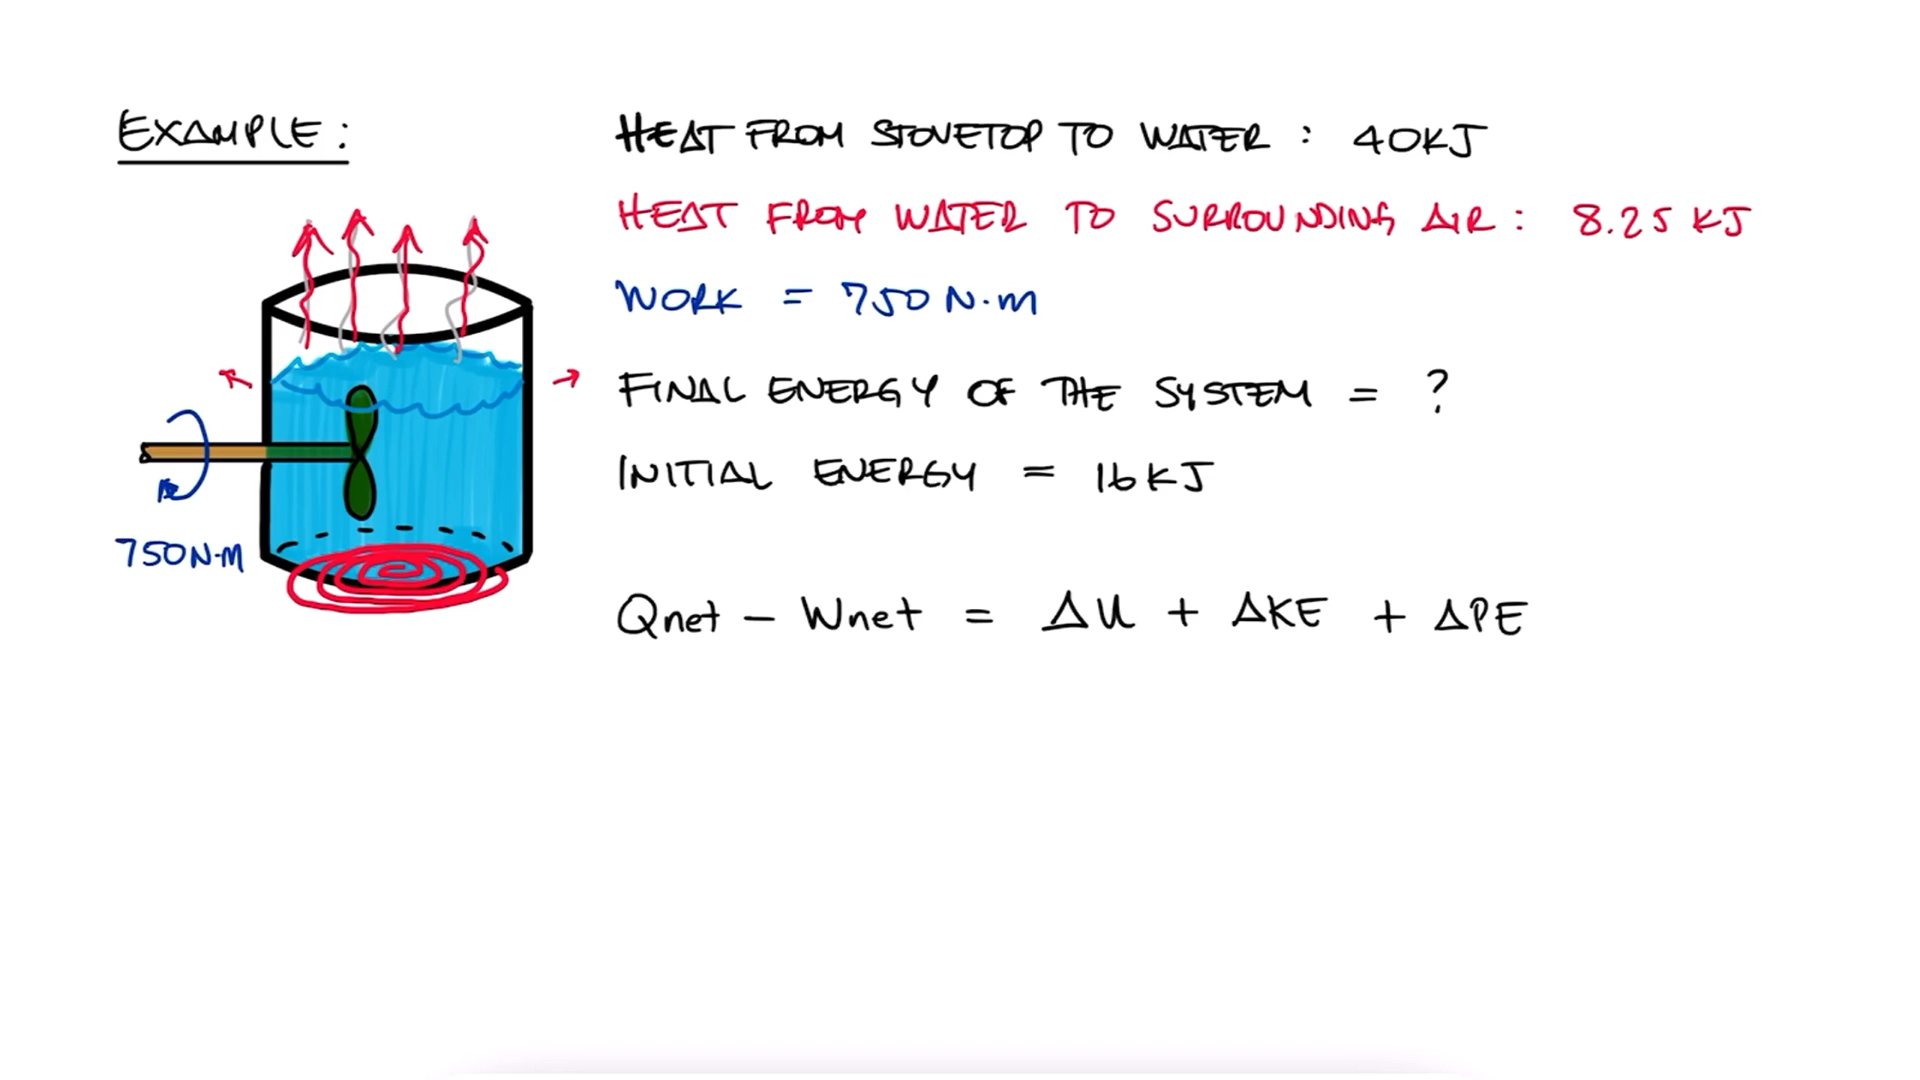 EXAMPLE:
HEAT FROM STOVETOP TO WATER : 40KJ
HEAT FROM WATER TO SURROUNDING AIR : 8.25 KJ
WORK = 750 N·m
FINAL ENERGY OF THE SYSTEM = ?
INITIAL ENERGY = 16KJ
750N·M
Qnet – Wnet = ΔU + ΔKE + ΔPE